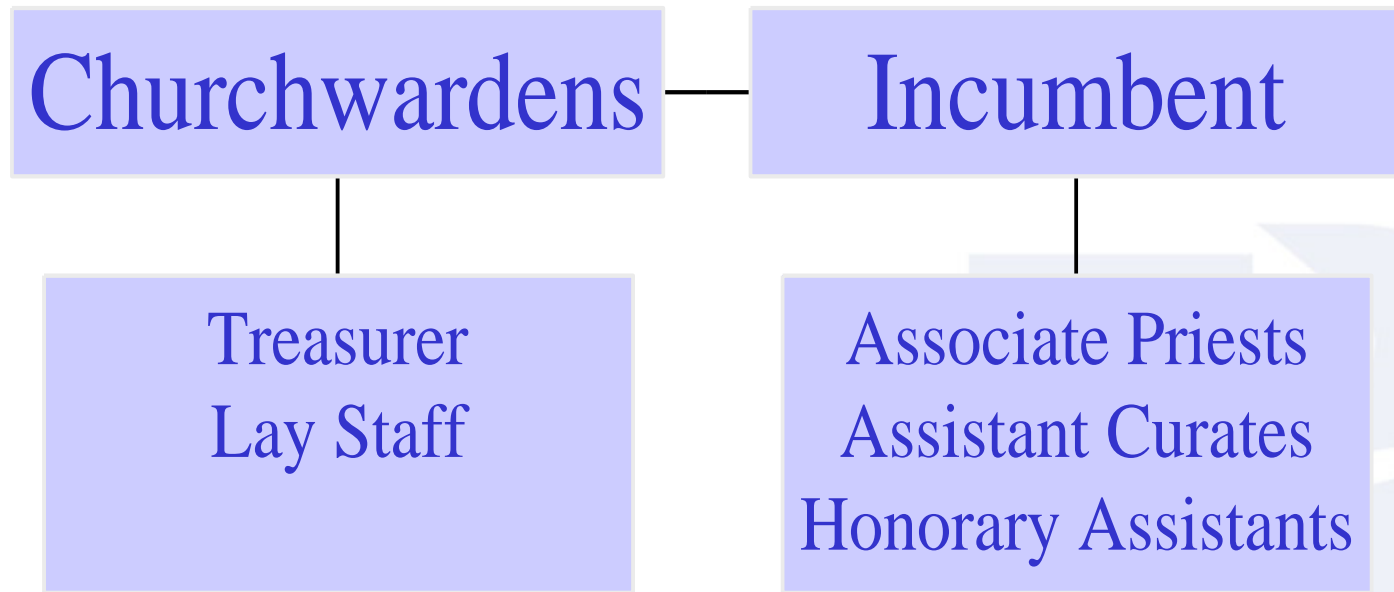 Churchwardens
Incumbent
Treasurer
Lay Staff
Associate Priests
Assistant Curates
Honorary Assistants